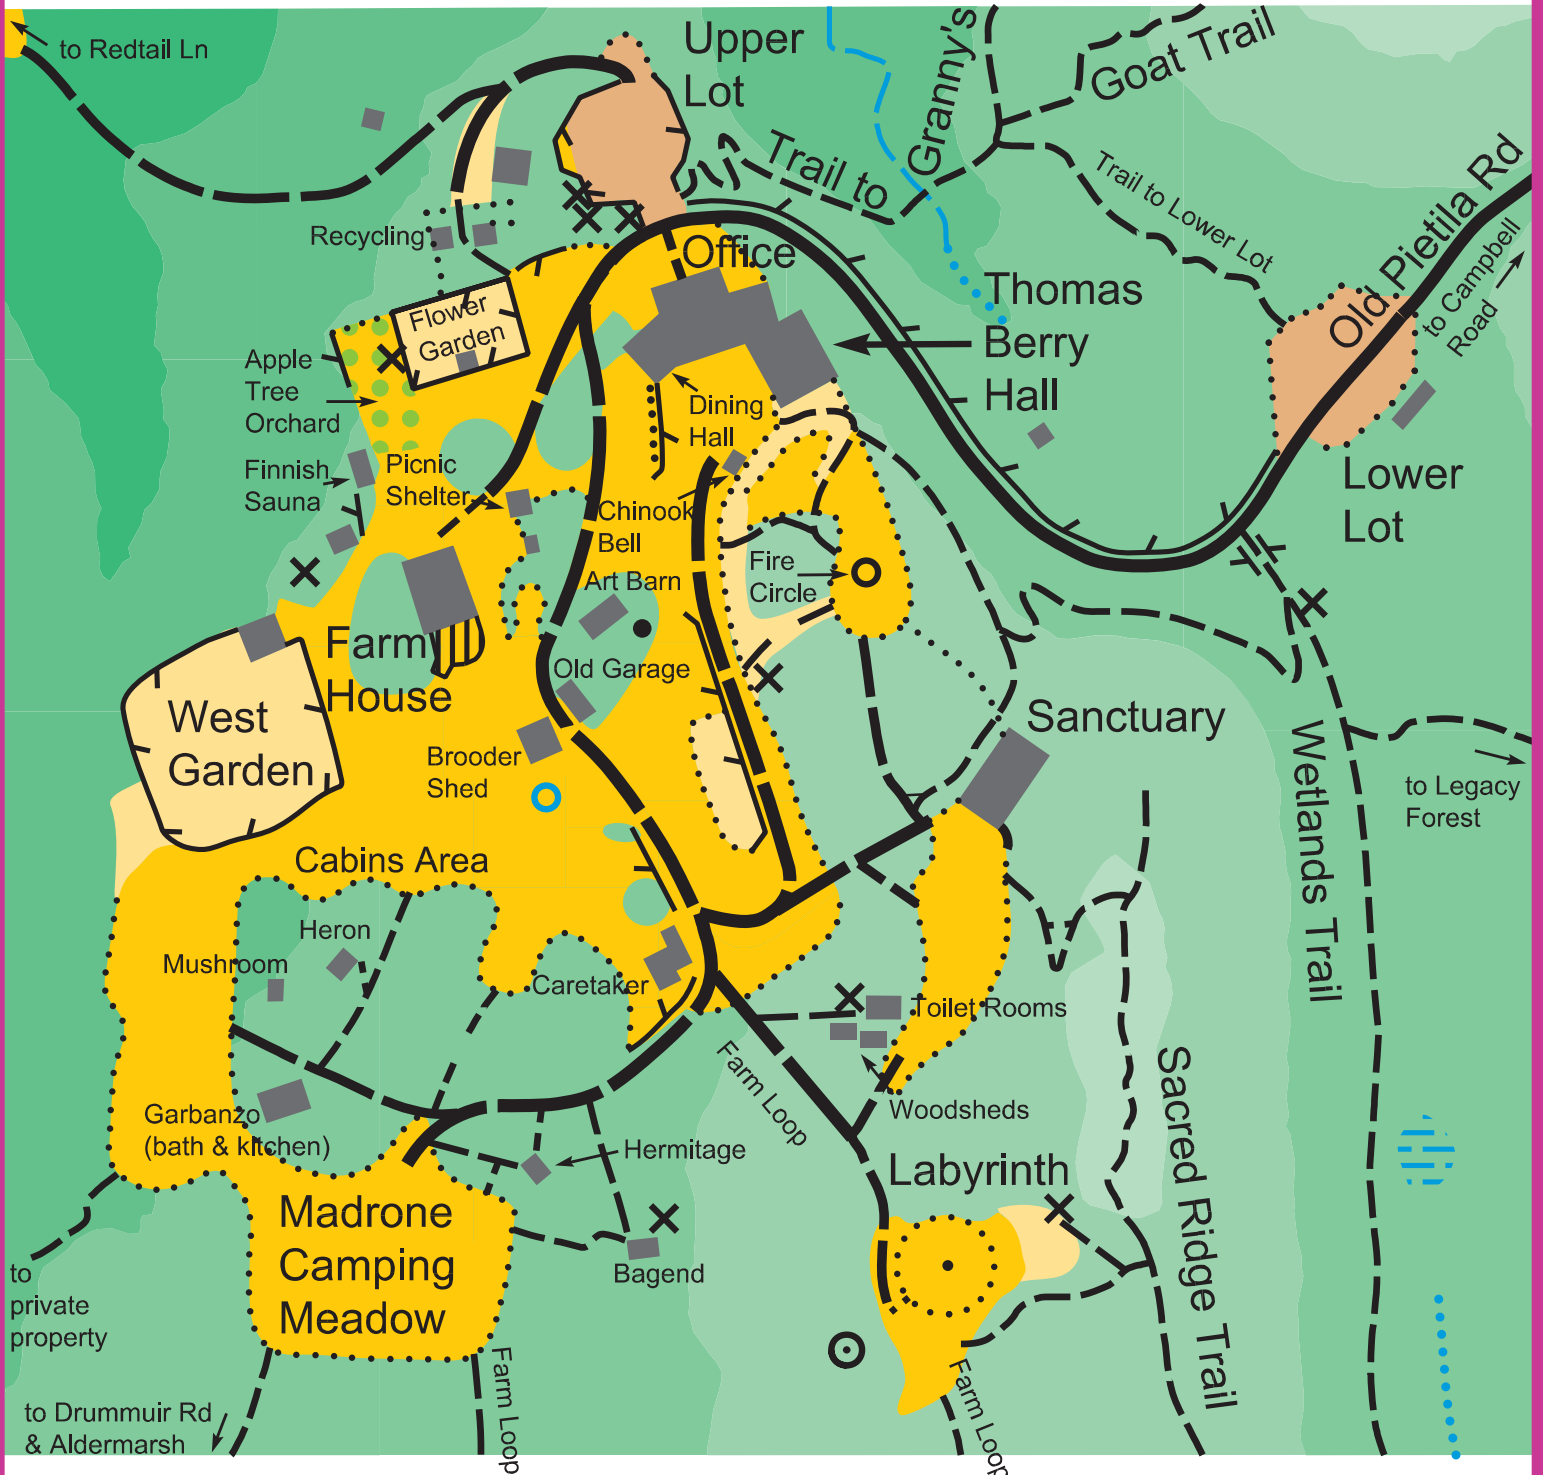 to Redtail Ln
Upper
Lot
Granny's
Goat Trail
Trail to
Trail to Lower Lot
Old Pietila Rd
to Campbell
Road
Recycling
Office
Flower
Garden
Thomas
Berry
Hall
Apple
Tree
Orchard
Dining
Hall
Finnish
Sauna
Picnic
Shelter
Lower
Lot
Chinook
Bell
Fire
Circle
Art Barn
Farm
House
Old Garage
West
Garden
Sanctuary
Brooder
Shed
Wetlands Trail
to Legacy
Forest
Cabins Area
Heron
Mushroom
Caretaker
Toilet Rooms
Farm Loop
Woodsheds
Sacred Ridge Trail
Garbanzo
(bath & kitchen)
Hermitage
Labyrinth
Madrone
Camping
Meadow
Bagend
to
private
property
Farm Loop
Farm Loop
to Drummuir Rd
& Aldermarsh